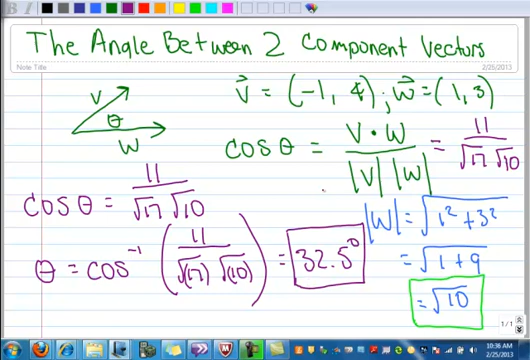 The Angle Between 2 Component Vectors
Note Title
2/25/2013
v = (-1, 4); w = (1, 3)
v
θ
w
cos θ = v · w / |v| |w| = 11 / √17 √10
cos θ = 11 / √17 √10
|w| = √1² + 3²
= √1 + 9
= √10
θ = cos⁻¹ (11 / √(17) √(10)) = 32.5°
1/1
10:36 AM
2/25/2013